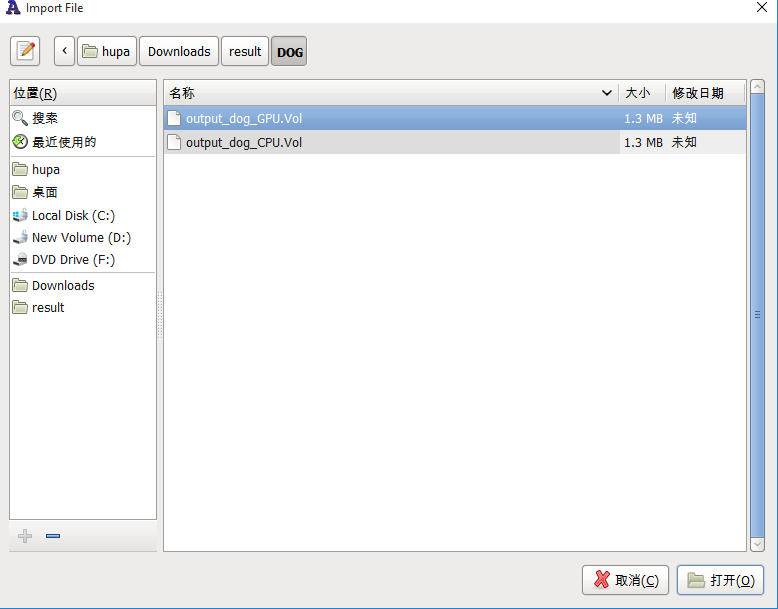 Import File
hupa Downloads result DOG
位置(R)
搜索
最近使用的
hupa
桌面
Local Disk (C:)
New Volume (D:)
DVD Drive (F:)
Downloads
result
名称 大小 修改日期
output_dog_GPU.Vol 1.3 MB 未知
output_dog_CPU.Vol 1.3 MB 未知
取消(C) 打开(O)